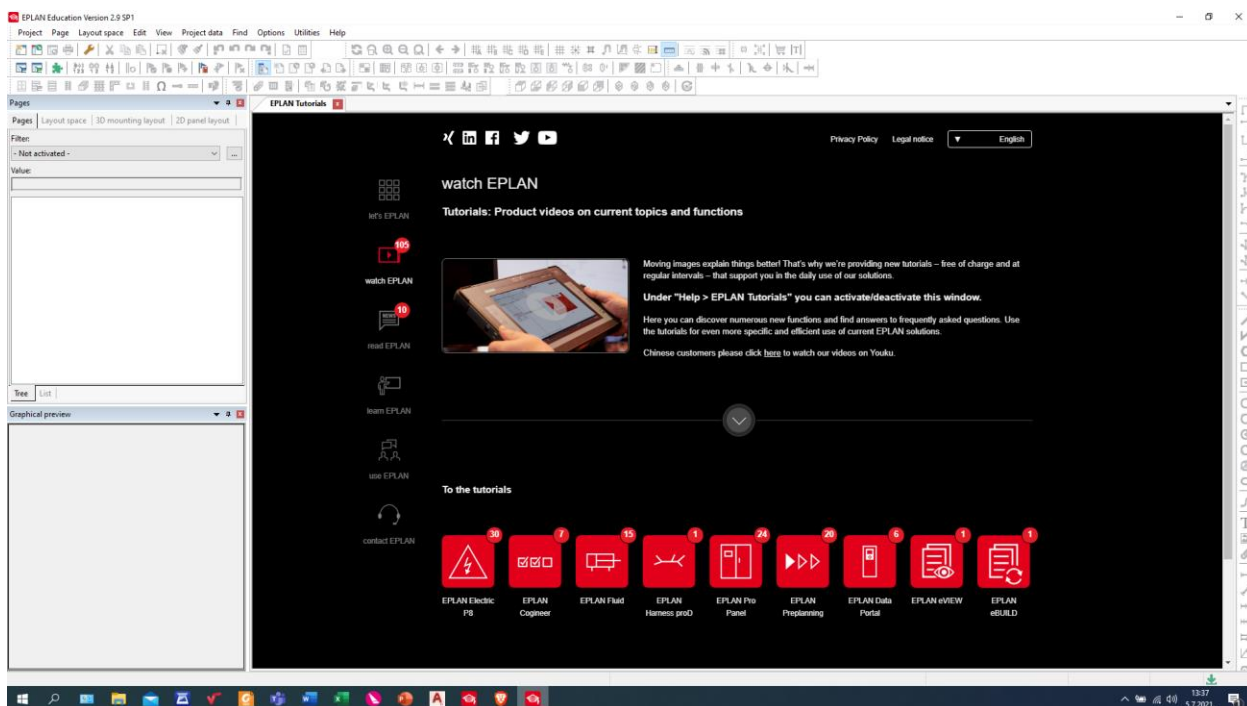 EPLAN Education Version 2.9 SP1
Project Page Layout space Edit View Project data Find Options Utilities Help
Pages
Pages Layout space 3D mounting layout 2D panel layout
Filter:
- Not activated - ...
Value:
Tree List
Graphical preview
EPLAN Tutorials
Privacy Policy Legal notice English
let's EPLAN
105
watch EPLAN
10
NEWS
read EPLAN
learn EPLAN
use EPLAN
contact EPLAN
watch EPLAN
Tutorials: Product videos on current topics and functions
Moving images explain things better! That's why we're providing new tutorials – free of charge and at
regular intervals – that support you in the daily use of our solutions.
Under "Help > EPLAN Tutorials" you can activate/deactivate this window.
Here you can discover numerous new functions and find answers to frequently asked questions. Use
the tutorials for even more specific and efficient use of current EPLAN solutions.
Chinese customers please click here to watch our videos on Youku.
To the tutorials
30 7 15 1 24 20 6 1 1
EPLAN Electric EPLAN EPLAN Fluid EPLAN EPLAN Pro EPLAN EPLAN Data EPLAN eVIEW EPLAN
P8 Cogineer Harness proD Panel Preplanning Portal eBUILD
13:37
5.7.2021